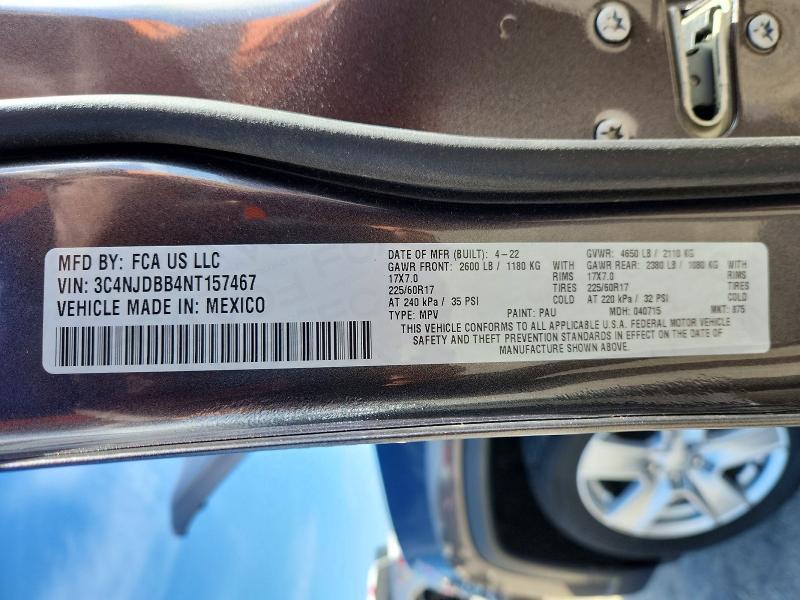 MFD BY: FCA US LLC
VIN: 3C4NJDBB4NT157467
VEHICLE MADE IN: MEXICO
DATE OF MFR (BUILT): 4-22 GVWR: 4650 LB / 2110 KG
GAWR FRONT: 2600 LB / 1180 KG WITH GAWR REAR: 2380 LB / 1080 KG WITH
17X7.0 RIMS 17X7.0 RIMS
225/60R17 TIRES 225/60R17 TIRES
AT 240 kPa / 35 PSI AT 220 kPa / 32 PSI
TYPE: MPV PAINT: PAU MDH: 040715 MKT: 875
THIS VEHICLE CONFORMS TO ALL APPLICABLE U.S.A. FEDERAL MOTOR VEHICLE
SAFETY AND THEFT PREVENTION STANDARDS IN EFFECT ON THE DATE OF
MANUFACTURE SHOWN ABOVE.